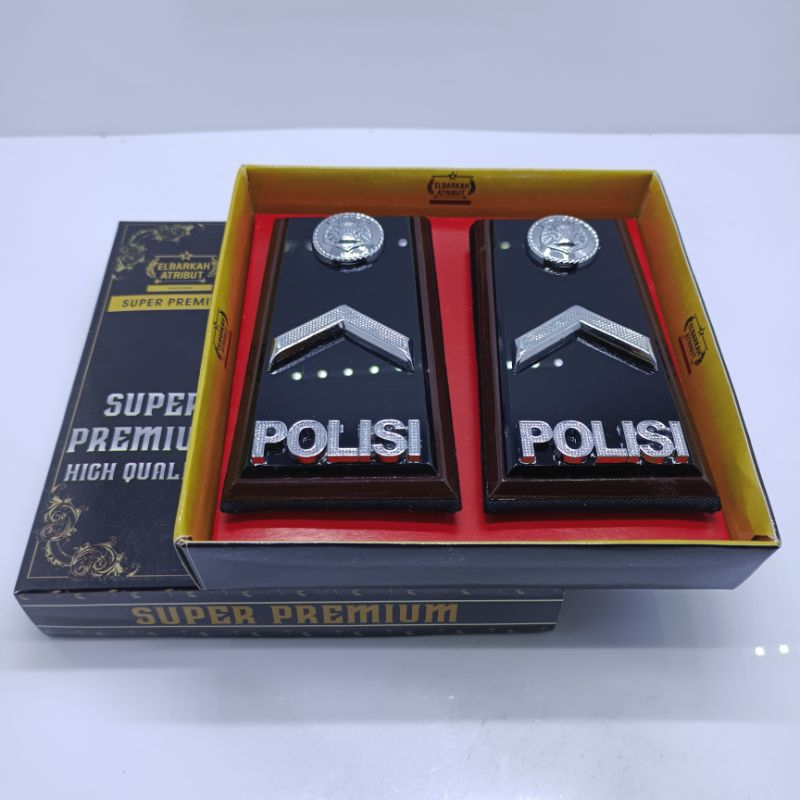 ELBARKAH
ATRIBUT
ELBARKAH
ATRIBUT
SUPER PREMIU
SUPER
PREMIU
HIGH QUAL
POLISI
POLISI
SUPER PREMIUM